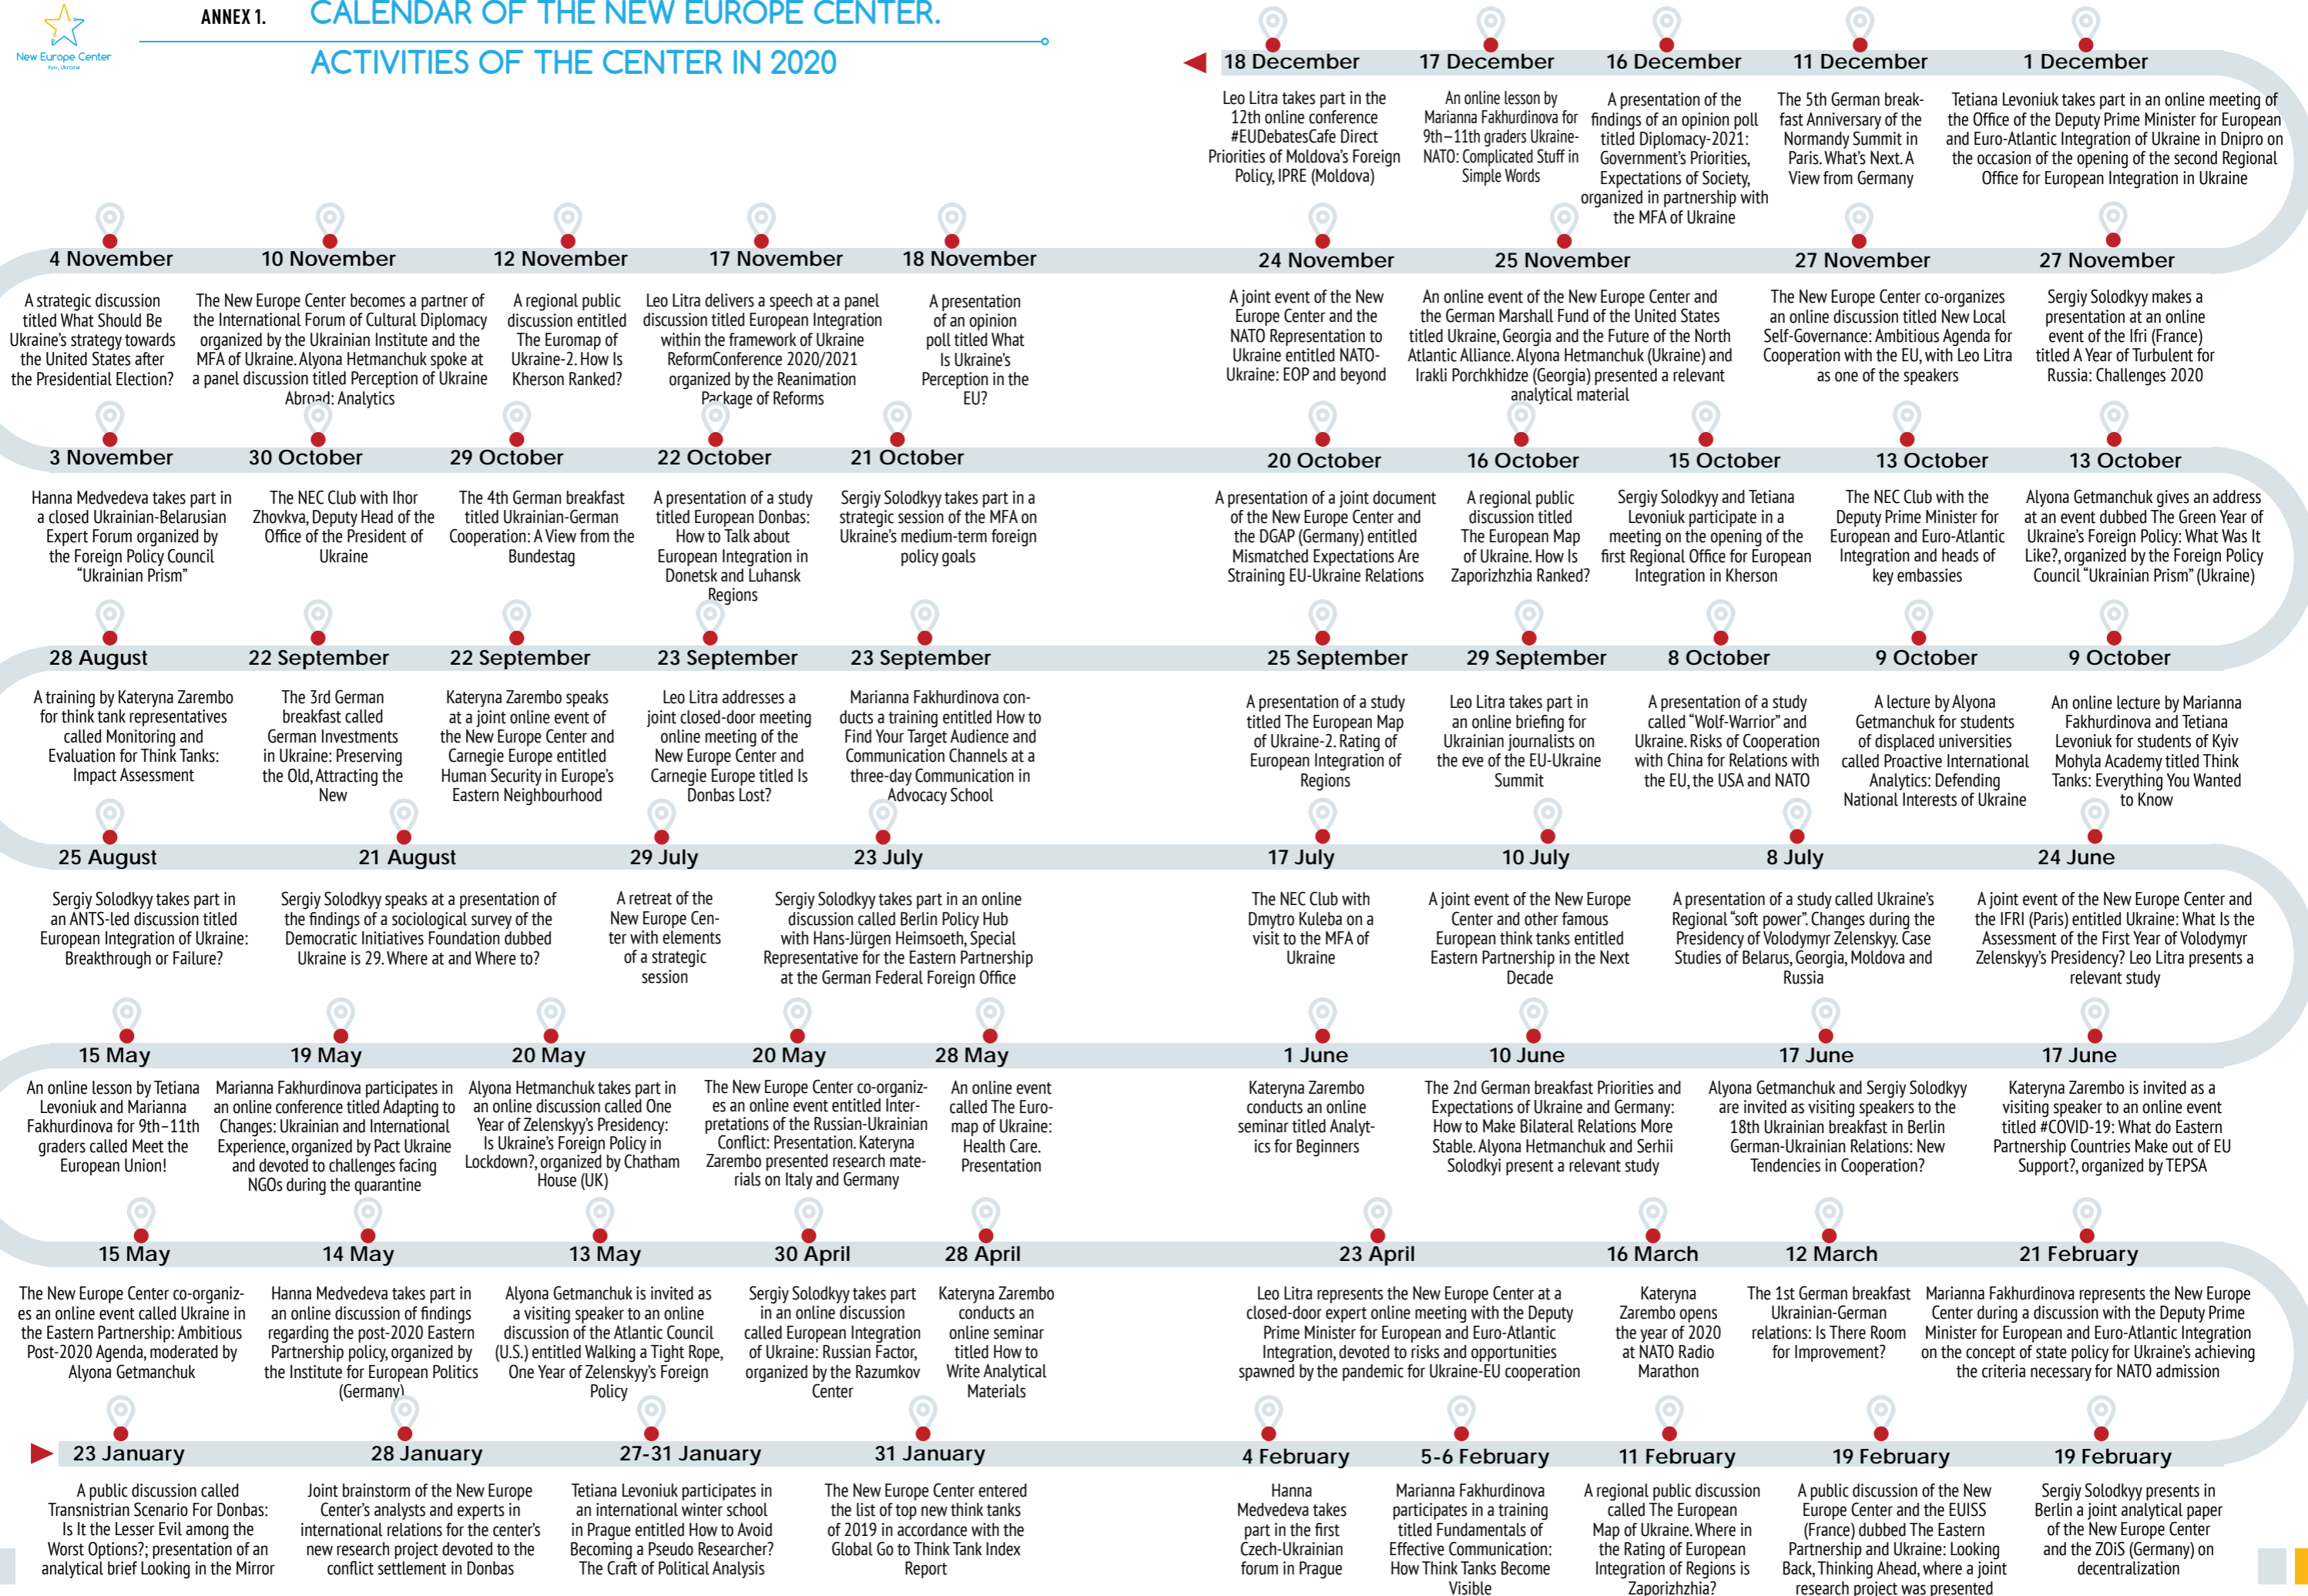 New Europe Center
Kyiv, Ukraine
ANNEX 1.
CALENDAR OF THE NEW EUROPE CENTER.
ACTIVITIES OF THE CENTER IN 2020
18 December
Leo Litra takes part in the
12th online conference
#EUDebatesCafe Direct
Priorities of Moldova's Foreign
Policy, IPRE (Moldova)
17 December
An online lesson by
Marianna Fakhurdinova for
9th–11th graders Ukraine-
NATO: Complicated Stuff in
Simple Words
16 December
A presentation of the
findings of an opinion poll
titled Diplomacy-2021:
Government's Priorities,
Expectations of Society,
organized in partnership with
the MFA of Ukraine
11 December
The 5th German break-
fast Anniversary of the
Normandy Summit in
Paris. What's Next. A
View from Germany
1 December
Tetiana Levoniuk takes part in an online meeting of
the Office of the Deputy Prime Minister for European
and Euro-Atlantic Integration of Ukraine in Dnipro on
the occasion of the opening of the second Regional
Office for European Integration in Ukraine
4 November
A strategic discussion
titled What Should Be
Ukraine's strategy towards
the United States after
the Presidential Election?
10 November
The New Europe Center becomes a partner of
the International Forum of Cultural Diplomacy
organized by the Ukrainian Institute and the
MFA of Ukraine. Alyona Hetmanchuk spoke at
a panel discussion titled Perception of Ukraine
Abroad: Analytics
12 November
A regional public
discussion entitled
The Euromap of
Ukraine-2. How Is
Kherson Ranked?
17 November
Leo Litra delivers a speech at a panel
discussion titled European Integration
within the framework of Ukraine
ReformConference 2020/2021
organized by the Reanimation
Package of Reforms
18 November
A presentation
of an opinion
poll titled What
Is Ukraine's
Perception in the
EU?
24 November
A joint event of the New
Europe Center and the
NATO Representation to
Ukraine entitled NATO-
Ukraine: EOP and beyond
25 November
An online event of the New Europe Center and
the German Marshall Fund of the United States
titled Ukraine, Georgia and the Future of the North
Atlantic Alliance. Alyona Hetmanchuk (Ukraine) and
Irakli Porchkhidze (Georgia) presented a relevant
analytical material
27 November
The New Europe Center co-organizes
an online discussion titled New Local
Self-Governance: Ambitious Agenda for
Cooperation with the EU, with Leo Litra
as one of the speakers
27 November
Sergiy Solodkyy makes a
presentation at an online
event of the Ifri (France)
titled A Year of Turbulent for
Russia: Challenges 2020
3 November
Hanna Medvedeva takes part in
a closed Ukrainian-Belarusian
Expert Forum organized by
the Foreign Policy Council
“Ukrainian Prism”
30 October
The NEC Club with Ihor
Zhovkva, Deputy Head of the
Office of the President of
Ukraine
29 October
The 4th German breakfast
titled Ukrainian-German
Cooperation: A View from the
Bundestag
22 October
A presentation of a study
titled European Donbas:
How to Talk about
European Integration in
Donetsk and Luhansk
Regions
21 October
Sergiy Solodkyy takes part in a
strategic session of the MFA on
Ukraine's medium-term foreign
policy goals
20 October
A presentation of a joint document
of the New Europe Center and
the DGAP (Germany) entitled
Mismatched Expectations Are
Straining EU-Ukraine Relations
16 October
A regional public
discussion titled
The European Map
of Ukraine. How Is
Zaporizhzhia Ranked?
15 October
Sergiy Solodkyy and Tetiana
Levoniuk participate in a
meeting on the opening of the
first Regional Office for European
Integration in Kherson
13 October
The NEC Club with the
Deputy Prime Minister for
European and Euro-Atlantic
Integration and heads of
key embassies
13 October
Alyona Getmanchuk gives an address
at an event dubbed The Green Year of
Ukraine's Foreign Policy: What Was It
Like?, organized by the Foreign Policy
Council “Ukrainian Prism” (Ukraine)
28 August
A training by Kateryna Zarembo
for think tank representatives
called Monitoring and
Evaluation for Think Tanks:
Impact Assessment
22 September
The 3rd German
breakfast called
German Investments
in Ukraine: Preserving
the Old, Attracting the
New
22 September
Kateryna Zarembo speaks
at a joint online event of
the New Europe Center and
Carnegie Europe entitled
Human Security in Europe's
Eastern Neighbourhood
23 September
Leo Litra addresses a
joint closed-door meeting
online meeting of the
New Europe Center and
Carnegie Europe titled Is
Donbas Lost?
23 September
Marianna Fakhurdinova con-
ducts a training entitled How to
Find Your Target Audience and
Communication Channels at a
three-day Communication in
Advocacy School
25 September
A presentation of a study
titled The European Map
of Ukraine-2. Rating of
European Integration of
Regions
29 September
Leo Litra takes part in
an online briefing for
Ukrainian journalists on
the eve of the EU-Ukraine
Summit
8 October
A presentation of a study
called “Wolf-Warrior” and
Ukraine. Risks of Cooperation
with China for Relations with
the EU, the USA and NATO
9 October
A lecture by Alyona
Getmanchuk for students
of displaced universities
called Proactive International
Analytics: Defending
National Interests of Ukraine
9 October
An online lecture by Marianna
Fakhurdinova and Tetiana
Levoniuk for students of Kyiv
Mohyla Academy titled Think
Tanks: Everything You Wanted
to Know
25 August
Sergiy Solodkyy takes part in
an ANTS-led discussion titled
European Integration of Ukraine:
Breakthrough or Failure?
21 August
Sergiy Solodkyy speaks at a presentation of
the findings of a sociological survey of the
Democratic Initiatives Foundation dubbed
Ukraine is 29. Where at and Where to?
29 July
A retreat of the
New Europe Cen-
ter with elements
of a strategic
session
23 July
Sergiy Solodkyy takes part in an online
discussion called Berlin Policy Hub
with Hans-Jürgen Heimsoeth, Special
Representative for the Eastern Partnership
at the German Federal Foreign Office
17 July
The NEC Club with
Dmytro Kuleba on a
visit to the MFA of
Ukraine
10 July
A joint event of the New Europe
Center and other famous
European think tanks entitled
Eastern Partnership in the Next
Decade
8 July
A presentation of a study called Ukraine's
Regional “soft power”. Changes during the
Presidency of Volodymyr Zelenskyy. Case
Studies of Belarus, Georgia, Moldova and
Russia
24 June
A joint event of the New Europe Center and
the IFRI (Paris) entitled Ukraine: What Is the
Assessment of the First Year of Volodymyr
Zelenskyy's Presidency? Leo Litra presents a
relevant study
15 May
An online lesson by Tetiana
Levoniuk and Marianna
Fakhurdinova for 9th–11th
graders called Meet the
European Union!
19 May
Marianna Fakhurdinova participates in
an online conference titled Adapting to
Changes: Ukrainian and International
Experience, organized by Pact Ukraine
and devoted to challenges facing
NGOs during the quarantine
20 May
Alyona Hetmanchuk takes part in
an online discussion called One
Year of Zelenskyy's Presidency:
Is Ukraine's Foreign Policy in
Lockdown?, organized by Chatham
House (UK)
20 May
The New Europe Center co-organiz-
es an online event entitled Inter-
pretations of the Russian-Ukrainian
Conflict: Presentation. Kateryna
Zarembo presented research mate-
rials on Italy and Germany
28 May
An online event
called The Euro-
map of Ukraine:
Health Care.
Presentation
1 June
Kateryna Zarembo
conducts an online
seminar titled Analyt-
ics for Beginners
10 June
The 2nd German breakfast Priorities and
Expectations of Ukraine and Germany:
How to Make Bilateral Relations More
Stable. Alyona Hetmanchuk and Serhii
Solodkyi present a relevant study
17 June
Alyona Getmanchuk and Sergiy Solodkyy
are invited as visiting speakers to the
18th Ukrainian breakfast in Berlin
German-Ukrainian Relations: New
Tendencies in Cooperation?
17 June
Kateryna Zarembo is invited as a
visiting speaker to an online event
titled #COVID-19: What do Eastern
Partnership Countries Make out of EU
Support?, organized by TEPSA
15 May
The New Europe Center co-organiz-
es an online event called Ukraine in
the Eastern Partnership: Ambitious
Post-2020 Agenda, moderated by
Alyona Getmanchuk
14 May
Hanna Medvedeva takes part in
an online discussion of findings
regarding the post-2020 Eastern
Partnership policy, organized by
the Institute for European Politics
(Germany)
13 May
Alyona Getmanchuk is invited as
a visiting speaker to an online
discussion of the Atlantic Council
(U.S.) entitled Walking a Tight Rope,
One Year of Zelenskyy's Foreign
Policy
30 April
Sergiy Solodkyy takes part
in an online discussion
called European Integration
of Ukraine: Russian Factor,
organized by the Razumkov
Center
28 April
Kateryna Zarembo
conducts an
online seminar
titled How to
Write Analytical
Materials
23 April
Leo Litra represents the New Europe Center at a
closed-door expert online meeting with the Deputy
Prime Minister for European and Euro-Atlantic
Integration, devoted to risks and opportunities
spawned by the pandemic for Ukraine-EU cooperation
16 March
Kateryna
Zarembo opens
the year of 2020
at NATO Radio
Marathon
12 March
The 1st German breakfast
Ukrainian-German
relations: Is There Room
for Improvement?
21 February
Marianna Fakhurdinova represents the New Europe
Center during a discussion with the Deputy Prime
Minister for European and Euro-Atlantic Integration
on the concept of state policy for Ukraine's achieving
the criteria necessary for NATO admission
23 January
A public discussion called
Transnistrian Scenario For Donbas:
Is It the Lesser Evil among the
Worst Options?; presentation of an
analytical brief Looking in the Mirror
28 January
Joint brainstorm of the New Europe
Center's analysts and experts in
international relations for the center's
new research project devoted to the
conflict settlement in Donbas
27-31 January
Tetiana Levoniuk participates in
an international winter school
in Prague entitled How to Avoid
Becoming a Pseudo Researcher?
The Craft of Political Analysis
31 January
The New Europe Center entered
the list of top new think tanks
of 2019 in accordance with the
Global Go to Think Tank Index
Report
4 February
Hanna
Medvedeva takes
part in the first
Czech-Ukrainian
forum in Prague
5-6 February
Marianna Fakhurdinova
participates in a training
titled Fundamentals of
Effective Communication:
How Think Tanks Become
Visible
11 February
A regional public discussion
called The European
Map of Ukraine. Where in
the Rating of European
Integration of Regions is
Zaporizhzhia?
19 February
A public discussion of the New
Europe Center and the EUISS
(France) dubbed The Eastern
Partnership and Ukraine: Looking
Back, Thinking Ahead, where a joint
research project was presented
19 February
Sergiy Solodkyy presents in
Berlin a joint analytical paper
of the New Europe Center
and the ZOiS (Germany) on
decentralization